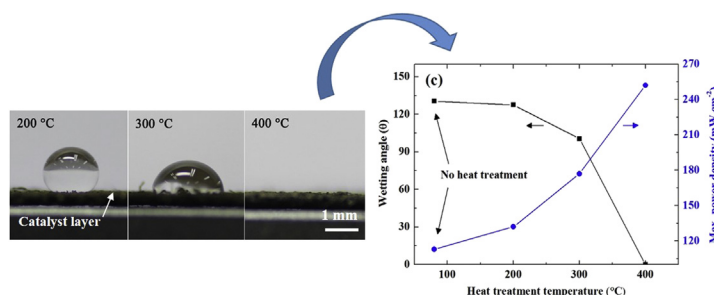 200 °C
300 °C
400 °C
Catalyst layer
1 mm
(c)
No heat treatment
Wetting angle (θ)
150
120
90
60
30
0
100
200
300
400
Heat treatment temperature (°C)
270
240
210
180
150
120
Max. power density (mW cm⁻²)